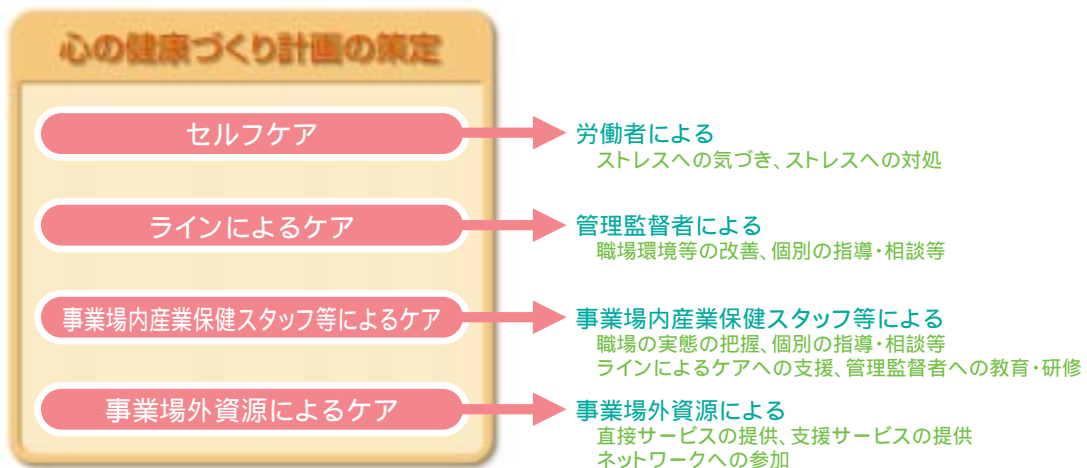 心の健康づくり計画の策定
セルフケア
労働者による
ストレスへの気づき、ストレスへの対処
ラインによるケア
管理監督者による
職場環境等の改善、個別の指導・相談等
事業場内産業保健スタッフ等によるケア
事業場内産業保健スタッフ等による
職場の実態の把握、個別の指導・相談等
ラインによるケアへの支援、管理監督者への教育・研修
事業場外資源によるケア
事業場外資源による
直接サービスの提供、支援サービスの提供
ネットワークへの参加